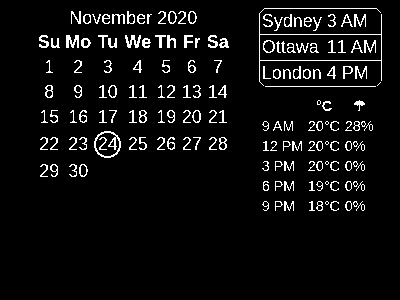 November 2020
Su Mo Tu We Th Fr Sa
1 2 3 4 5 6 7
8 9 10 11 12 13 14
15 16 17 18 19 20 21
22 23 24 25 26 27 28
29 30
Sydney 3 AM
Ottawa 11 AM
London 4 PM
°C ☂
9 AM 20°C 28%
12 PM 20°C 0%
3 PM 20°C 0%
6 PM 19°C 0%
9 PM 18°C 0%